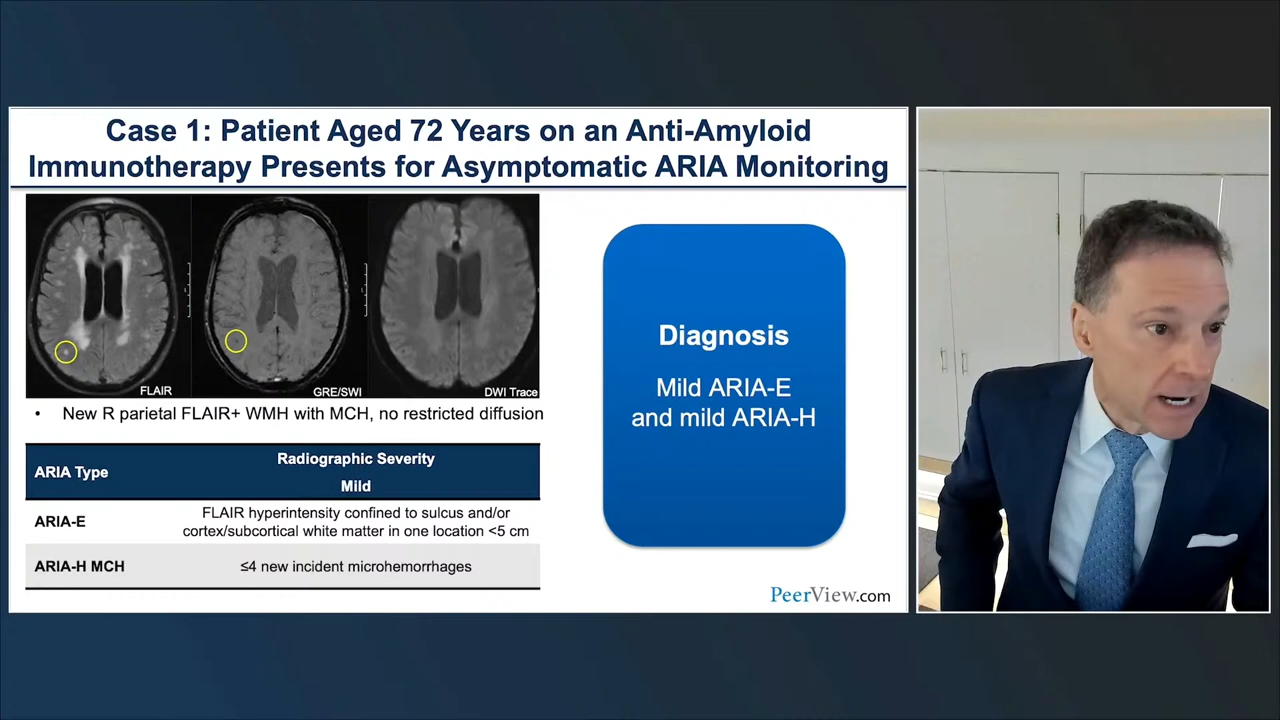 Case 1: Patient Aged 72 Years on an Anti-Amyloid
Immunotherapy Presents for Asymptomatic ARIA Monitoring
FLAIR
GRE/SWI
DWI Trace
• New R parietal FLAIR+ WMH with MCH, no restricted diffusion
ARIA Type
Radiographic Severity
Mild
ARIA-E
FLAIR hyperintensity confined to sulcus and/or
cortex/subcortical white matter in one location <5 cm
ARIA-H MCH
≤4 new incident microhemorrhages
Diagnosis
Mild ARIA-E
and mild ARIA-H
PeerView.com